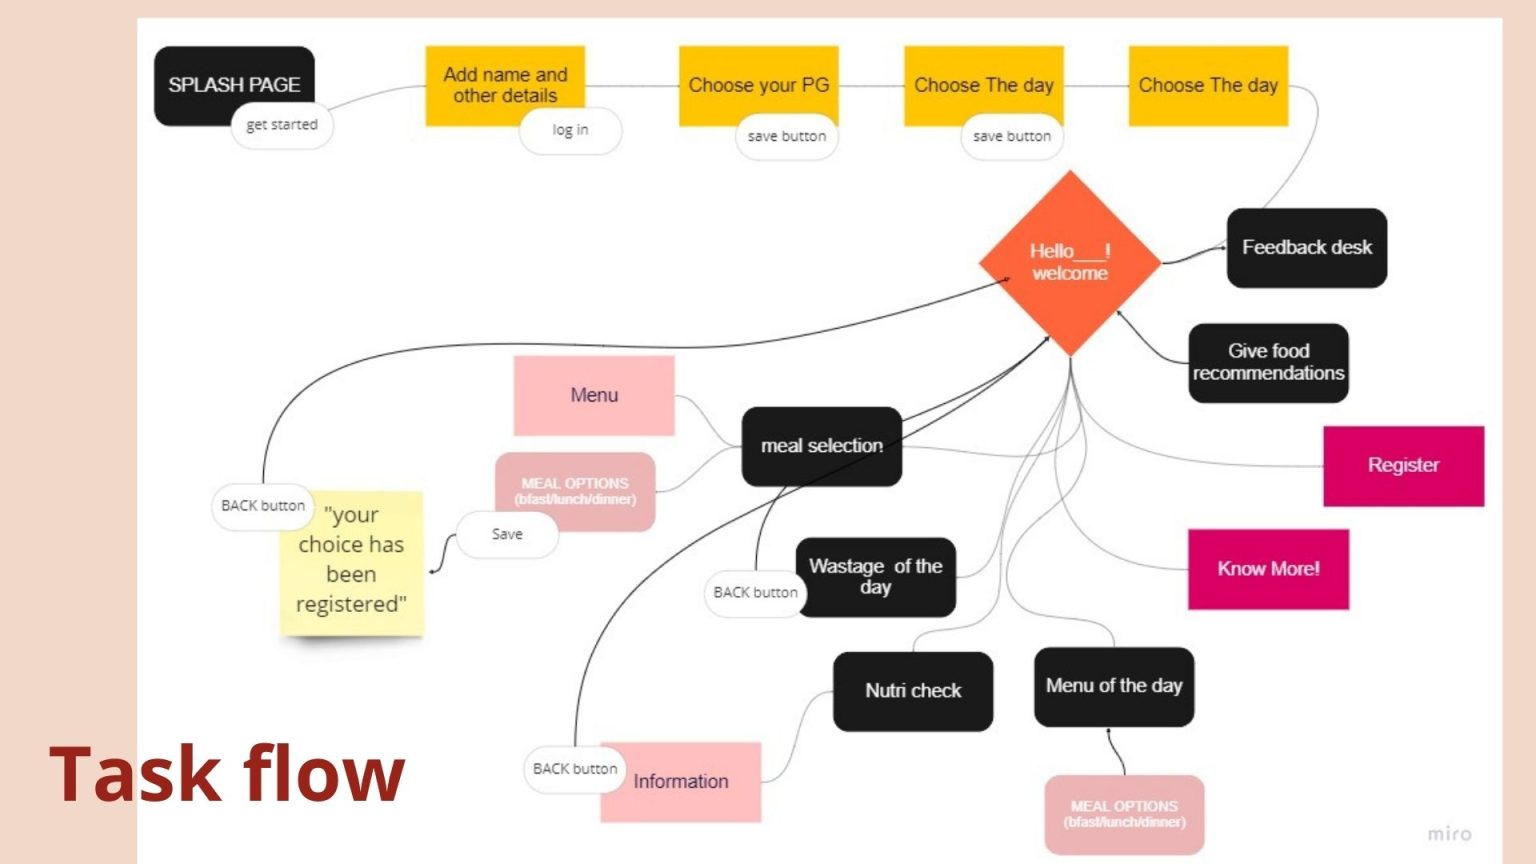 SPLASH PAGE
get started
Add name and
other details
log in
Choose your PG
save button
Choose The day
save button
Choose The day
Hello___!
welcome
Feedback desk
Give food
recommendations
Menu
meal selection
MEAL OPTIONS
(bfast/lunch/dinner)
Save
Register
BACK button
"your
choice has
been
registered"
Know More!
Wastage  of the
day
BACK button
Nutri check
Menu of the day
BACK button
Information
MEAL OPTIONS
(bfast/lunch/dinner)
Task flow
miro